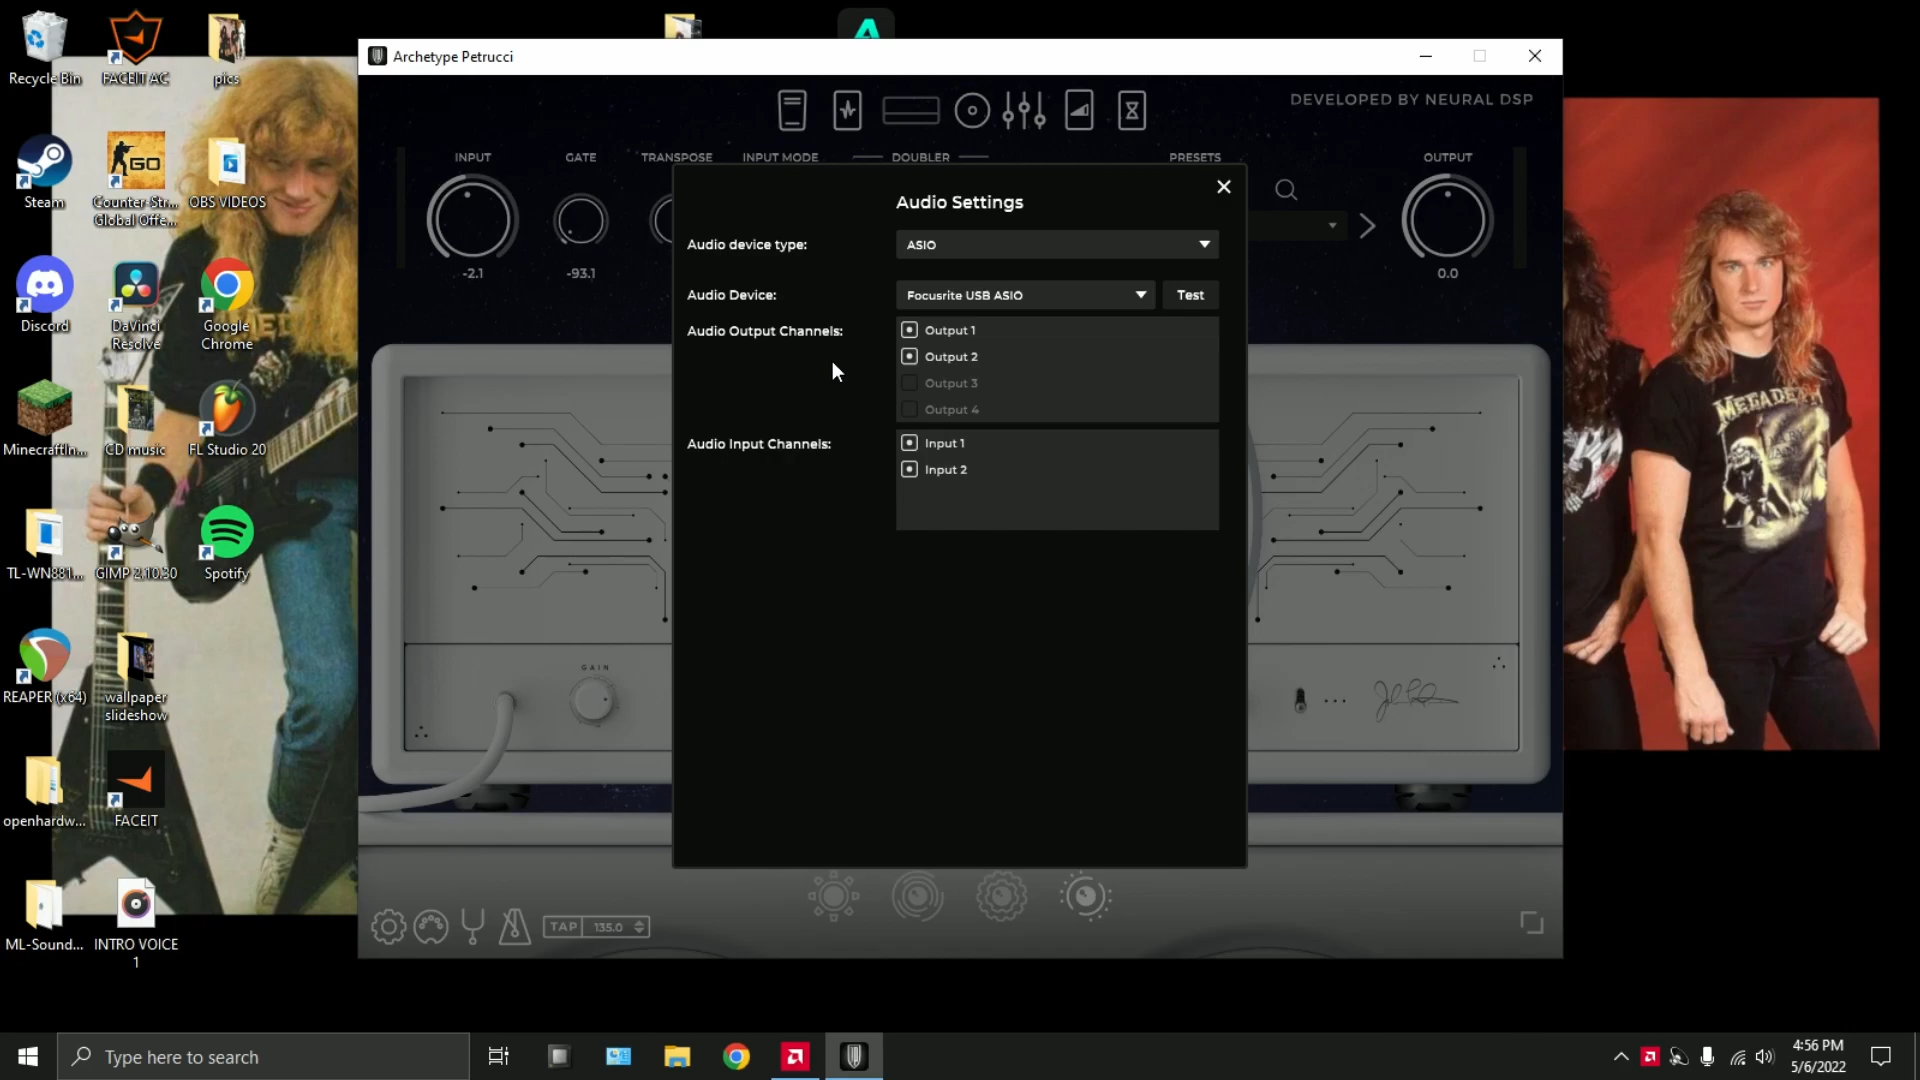 Recycle Bin
FACEIT AC
pics
Steam
Counter-Str...
Global Offe...
OBS VIDEOS
Discord
DaVinci
Resolve
Google
Chrome
MinecraftIn...
CD music
FL Studio 20
TL-WN881...
GIMP 2.10.30
Spotify
REAPER (x64)
wallpaper
slideshow
openhardw...
FACEIT
ML-Sound...
INTRO VOICE
1
Archetype Petrucci
DEVELOPED BY NEURAL DSP
INPUT
GATE
TRANSPOSE
INPUT MODE
DOUBLER
PRESETS
OUTPUT
-2.1
-93.1
0.0
Audio Settings
Audio device type:
ASIO
Audio Device:
Focusrite USB ASIO
Test
Audio Output Channels:
Output 1
Output 2
Output 3
Output 4
Audio Input Channels:
Input 1
Input 2
GAIN
TAP
135.0
MEGADETH
GO
Type here to search
4:56 PM
5/6/2022